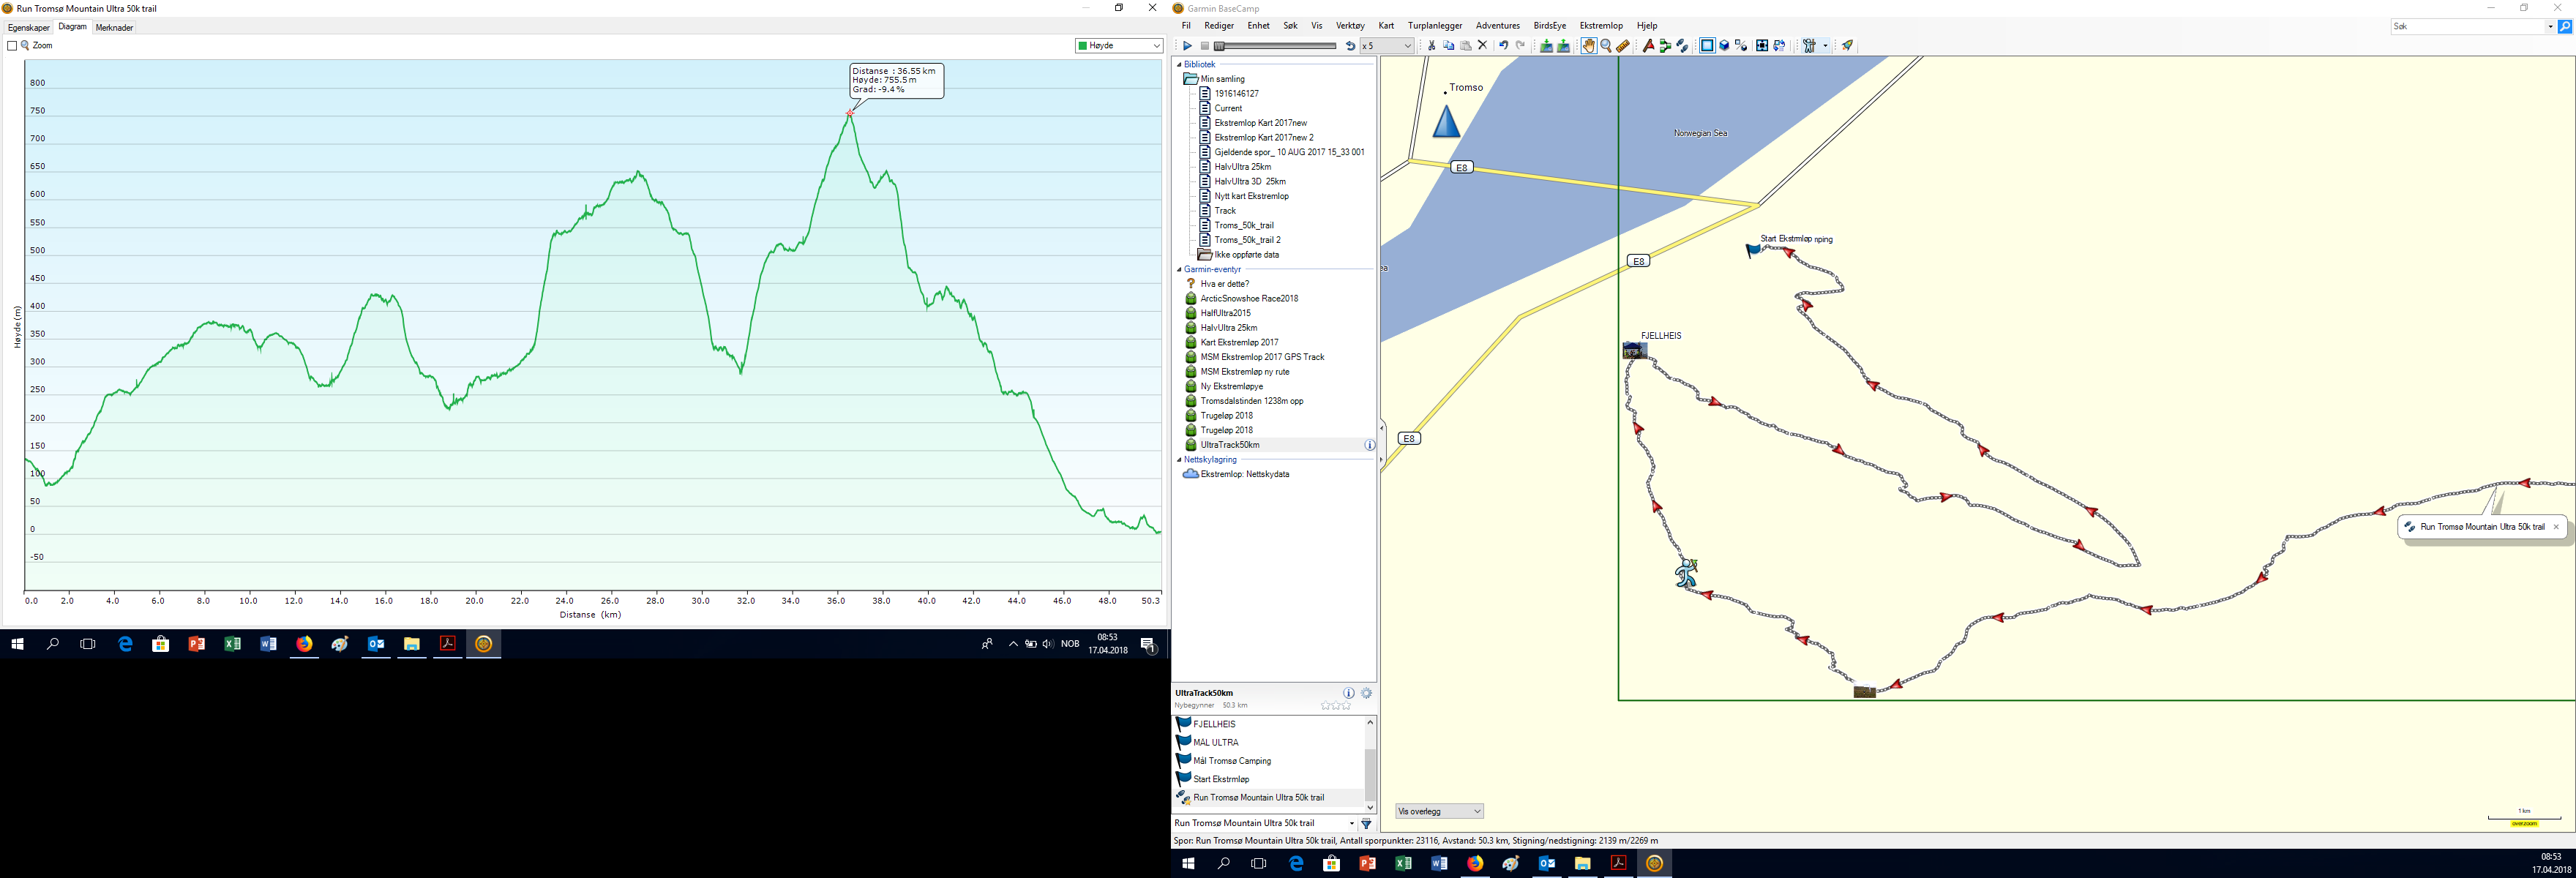 Run Tromsø Mountain Ultra 50k trail
Egenskaper Diagram Merknader
Zoom
Høyde
Distanse : 36.55 km
Høyde: 755.5 m
Grad: -9.4 %
800
750
700
650
600
550
500
450
400
350
300
250
200
150
100
50
0
-50
Høyde (m)
0.0 2.0 4.0 6.0 8.0 10.0 12.0 14.0 16.0 18.0 20.0 22.0 24.0 26.0 28.0 30.0 32.0 34.0 36.0 38.0 40.0 42.0 44.0 46.0 48.0 50.3
Distanse (km)
NOB
08:53
17.04.2018
1
Garmin BaseCamp
Fil Rediger Enhet Søk Vis Verktøy Kart Turplanlegger Adventures BirdsEye Ekstremlop Hjelp
Søk
x 5
Bibliotek
Min samling
1916146127
Current
Ekstremlop Kart 2017new
Ekstremlop Kart 2017new 2
Gjeldende spor_ 10 AUG 2017 15_33 001
HalvUltra 25km
HalvUltra 3D 25km
Nytt kart Ekstremlop
Track
Troms_50k_trail
Troms_50k_trail 2
Ikke oppførte data
Garmin-eventyr
Hva er dette?
ArcticSnowshoe Race2018
HalfUltra2015
HalvUltra 25km
Kart Ekstremløp 2017
MSM Ekstremlop 2017 GPS Track
MSM Ekstremløp ny rute
Ny Ekstremløpye
Tromsdalstinden 1238m opp
Trugeløp 2018
Trugeløp 2018
UltraTrack50km
Nettskylagring
Ekstremlop: Nettskydata
UltraTrack50km
Nybegynner 50.3 km
FJELLHEIS
MÅL ULTRA
Mål Tromsø Camping
Start Ekstrmløp
Run Tromsø Mountain Ultra 50k trail
Run Tromsø Mountain Ultra 50k trail
Tromso
Norwegian Sea
E8
E8
E8
ea
Start Ekstrmløp nping
FJELLHEIS
Run Tromsø Mountain Ultra 50k trail
Vis overlegg
1 km
overzoom
Spor: Run Tromsø Mountain Ultra 50k trail, Antall sporpunkter: 23116, Avstand: 50.3 km, Stigning/nedstigning: 2139 m/2269 m
08:53
17.04.2018